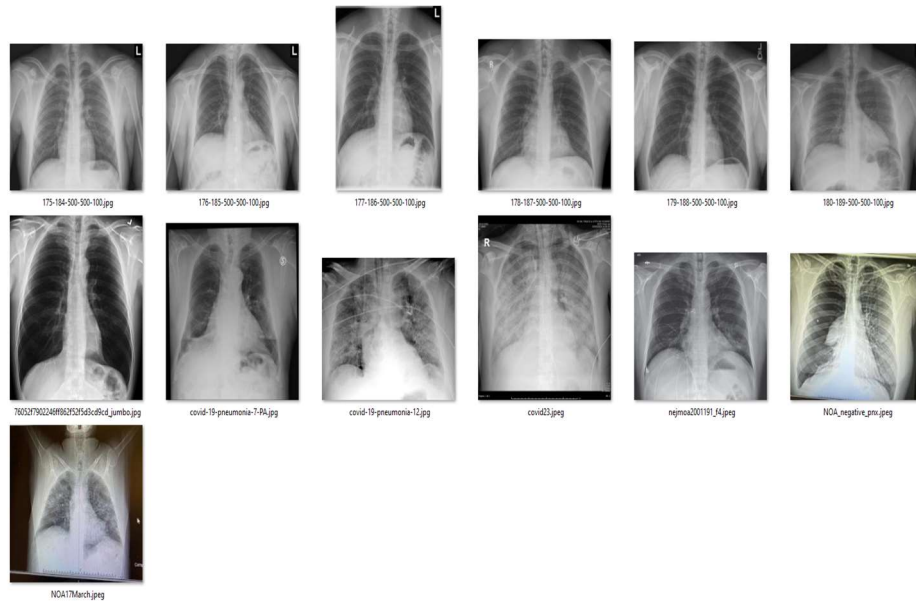 L
175-184-500-500-100.jpg
L
176-185-500-500-100.jpg
L
177-186-500-500-100.jpg
178-187-500-500-100.jpg
179-188-500-500-100.jpg
180-189-500-500-100.jpg
76052f7902246ff862f52f5d3cd9cd_jumbo.jpg
covid-19-pneumonia-7-PA.jpg
covid-19-pneumonia-12.jpg
R
covid23.jpeg
nejmoa2001191_f4.jpeg
NOA_negative_pnx.jpeg
NOA17March.jpeg